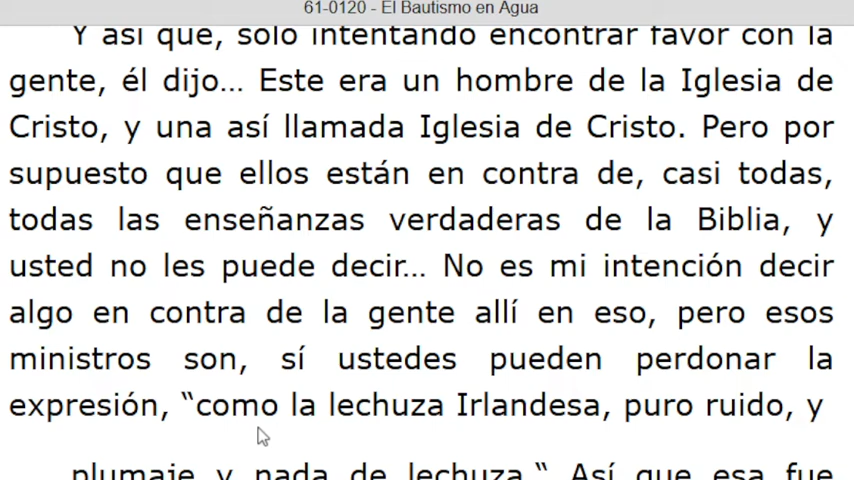 61-0120 - El Bautismo en Agua
Y así que, solo intentando encontrar favor con la
gente, él dijo... Este era un hombre de la Iglesia de
Cristo, y una así llamada Iglesia de Cristo. Pero por
supuesto que ellos están en contra de, casi todas,
todas las enseñanzas verdaderas de la Biblia, y
usted no les puede decir... No es mi intención decir
algo en contra de la gente allí en eso, pero esos
ministros son, sí ustedes pueden perdonar la
expresión, “como la lechuza Irlandesa, puro ruido, y
plumaje y nada de lechuza.“ Así que esa fue